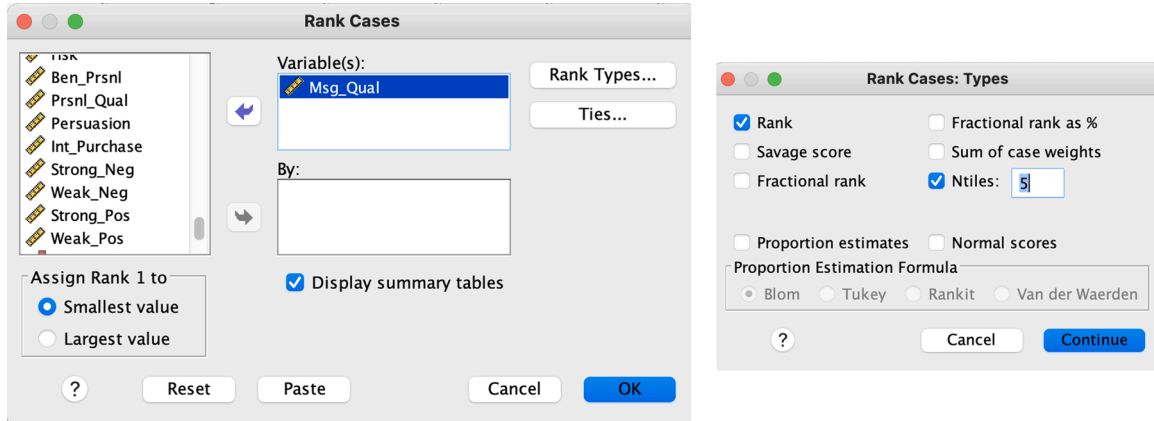 Rank Cases
Ben_Prsnl
Prsnl_Qual
Persuasion
Int_Purchase
Strong_Neg
Weak_Neg
Strong_Pos
Weak_Pos
Variable(s):
Msg_Qual
By:
Rank Types...
Ties...
Assign Rank 1 to
Smallest value
Largest value
Display summary tables
?
Reset
Paste
Cancel
OK
Rank Cases: Types
Rank
Fractional rank as %
Savage score
Sum of case weights
Fractional rank
Ntiles:
5
Proportion estimates
Normal scores
Proportion Estimation Formula
Blom
Tukey
Rankit
Van der Waerden
?
Cancel
Continue